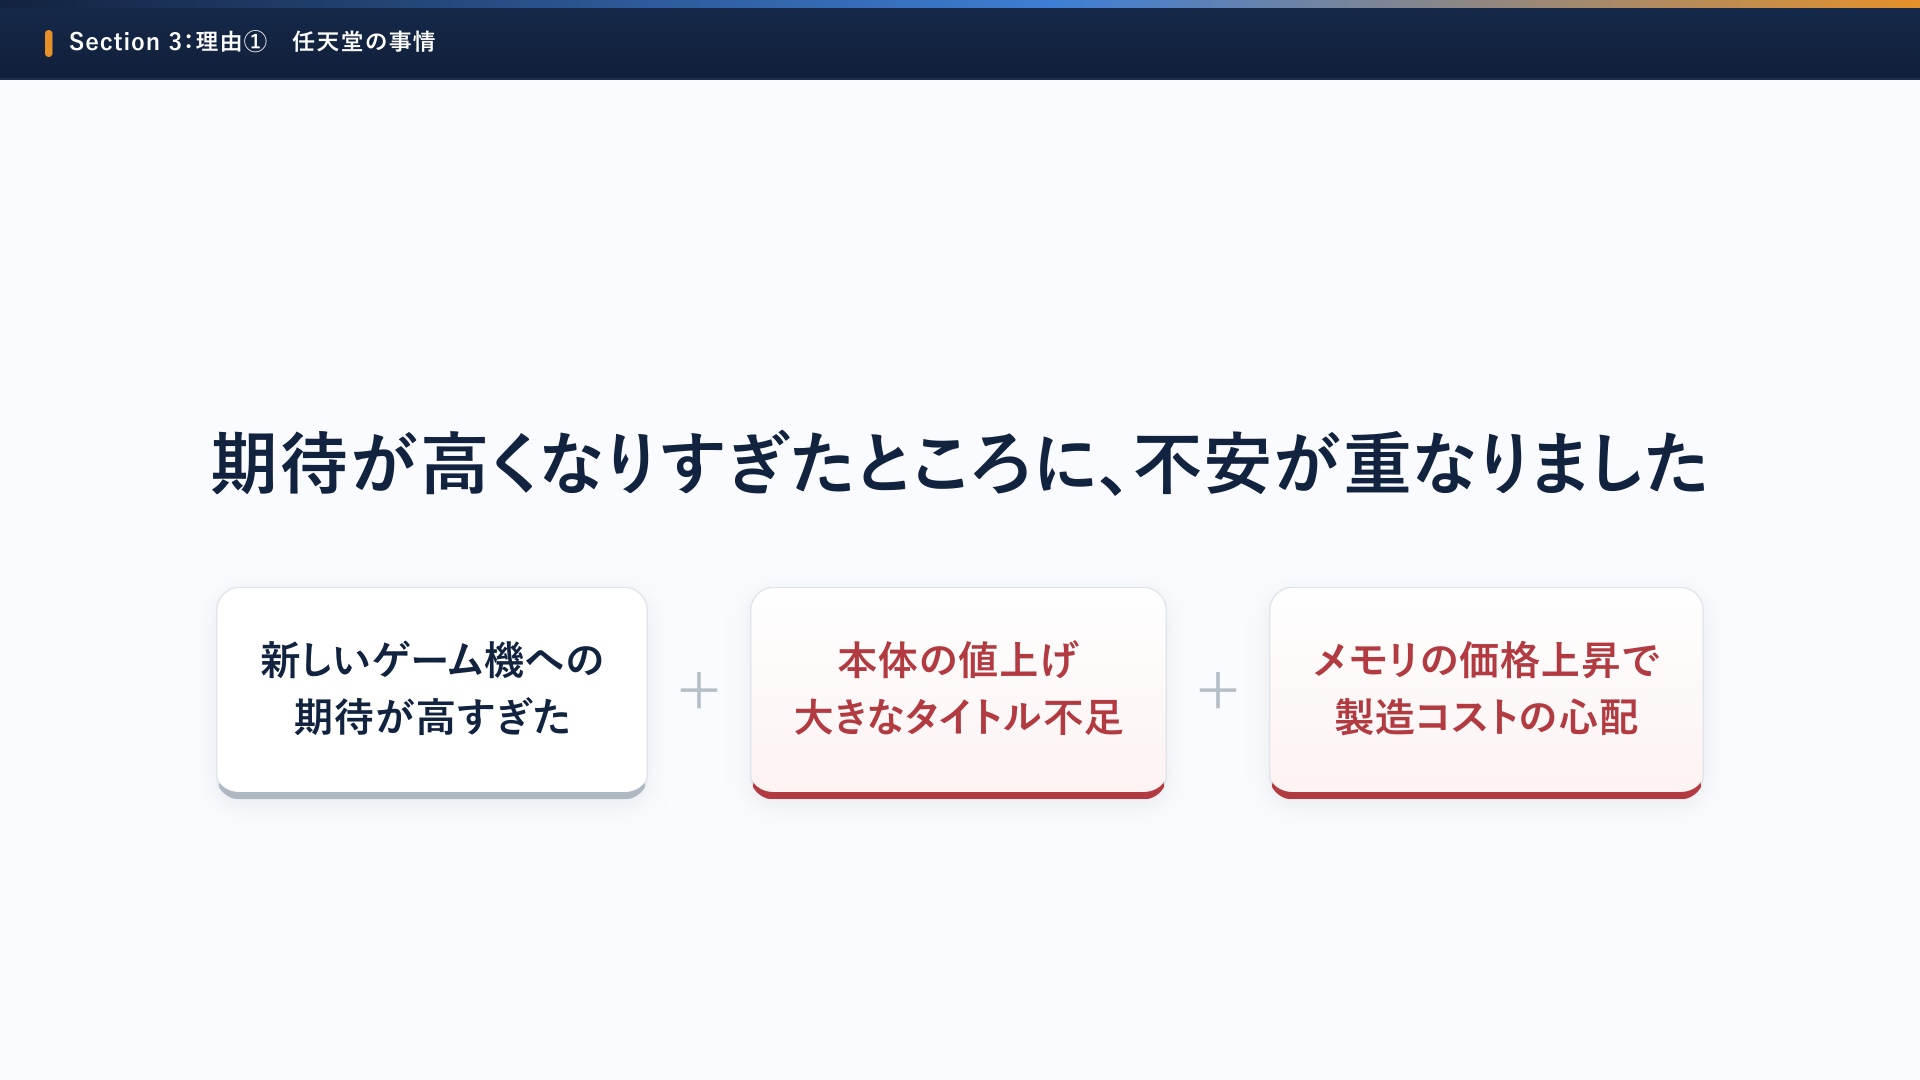 Section 3：理由①　任天堂の事情
期待が高くなりすぎたところに、不安が重なりました
新しいゲーム機への
期待が高すぎた
＋
本体の値上げ
大きなタイトル不足
＋
メモリの価格上昇で
製造コストの心配